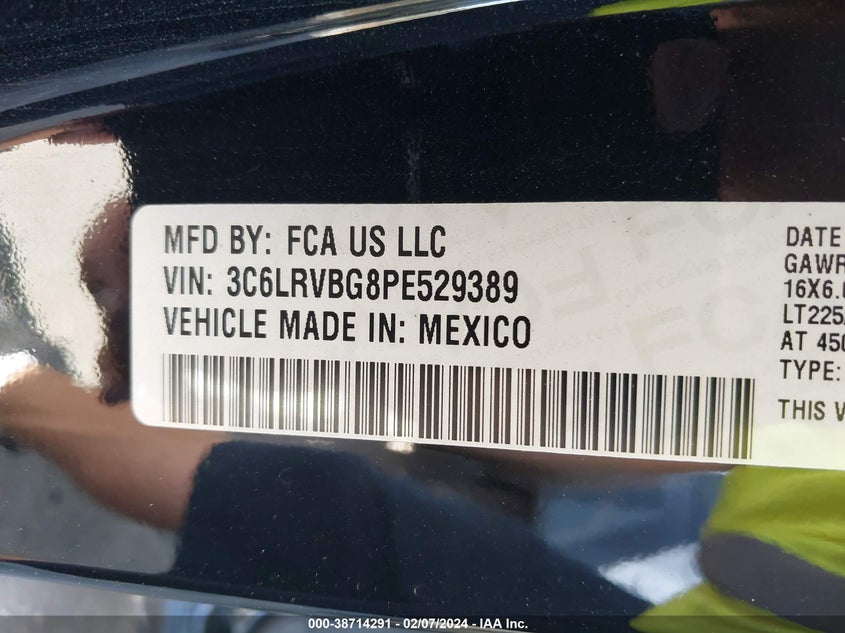 MFD BY: FCA US LLC
VIN: 3C6LRVBG8PE529389
VEHICLE MADE IN: MEXICO
DATE
GAWR
16X6.
LT225
AT 450
TYPE:
THIS V
000-38714291 - 02/07/2024 - IAA Inc.